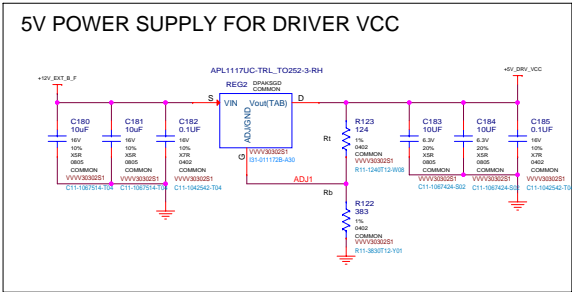 5V POWER SUPPLY FOR DRIVER VCC
APL1117UC-TRL_TO252-3-RH
+12V_EXT_B_F
REG2
DPAKSGD
COMMON
+5V_DRV_VCC
S
VIN
Vout(TAB)
D
ADJ/GND
G
VVVV30302S1
I31-011172B-A30
ADJ1
C180
10uF
16V
10%
X5R
0805
COMMON
VVVV30302S1
C11-1067514-T04
C181
10uF
16V
10%
X5R
0805
COMMON
VVVV30302S1
C11-1067514-T04
C182
0.1UF
16V
10%
X7R
0402
COMMON
VVVV30302S1
C11-1042542-T04
Rt
R123
124
1%
0402
COMMON
VVVV30302S1
R11-1240T12-W08
Rb
R122
383
1%
0402
COMMON
VVVV30302S1
R11-3830T12-Y01
C183
10UF
6.3V
20%
X5R
0805
COMMON
VVVV30302S1
C11-1067424-S02
C184
10UF
6.3V
20%
X5R
0805
COMMON
VVVV30302S1
C11-1067424-S02
C185
0.1UF
16V
10%
X7R
0402
COMMON
VVVV30302S1